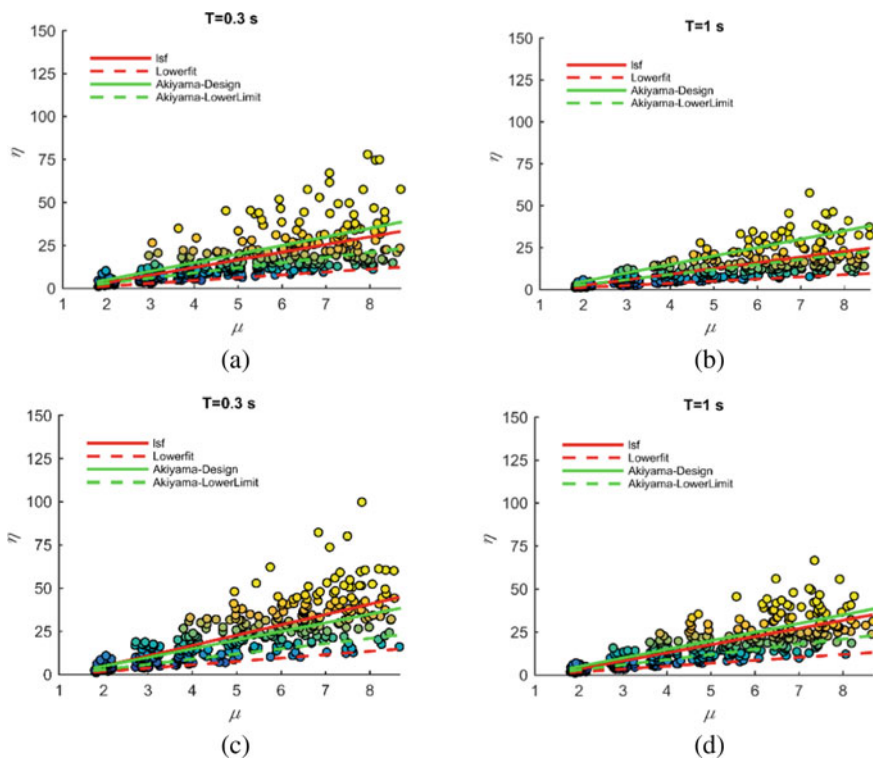 T=0.3 s
150
125
100
75
50
25
0
η
lsf
Lowerfit
Akiyama-Design
Akiyama-LowerLimit
1 2 3 4 5 6 7 8
μ
(a)
T=1 s
150
125
100
75
50
25
0
η
lsf
Lowerfit
Akiyama-Design
Akiyama-LowerLimit
1 2 3 4 5 6 7 8
μ
(b)
T=0.3 s
150
125
100
75
50
25
0
η
lsf
Lowerfit
Akiyama-Design
Akiyama-LowerLimit
1 2 3 4 5 6 7 8
μ
(c)
T=1 s
150
125
100
75
50
25
0
η
lsf
Lowerfit
Akiyama-Design
Akiyama-LowerLimit
1 2 3 4 5 6 7 8
μ
(d)